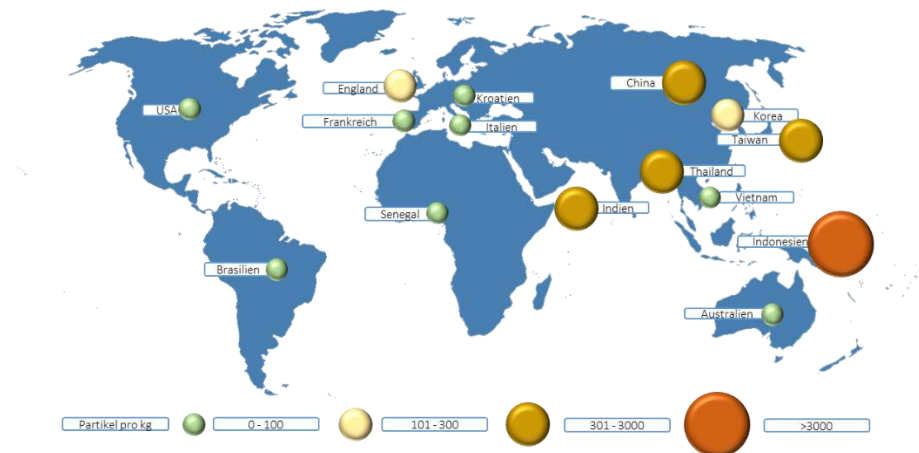 England
China
Kroatien
USA
Frankreich
Korea
Italien
Taiwan
Thailand
Vietnam
Senegal
Indien
Indonesien
Brasilien
Australien
Partikel pro kg
0 - 100
101 - 300
301 - 3000
>3000